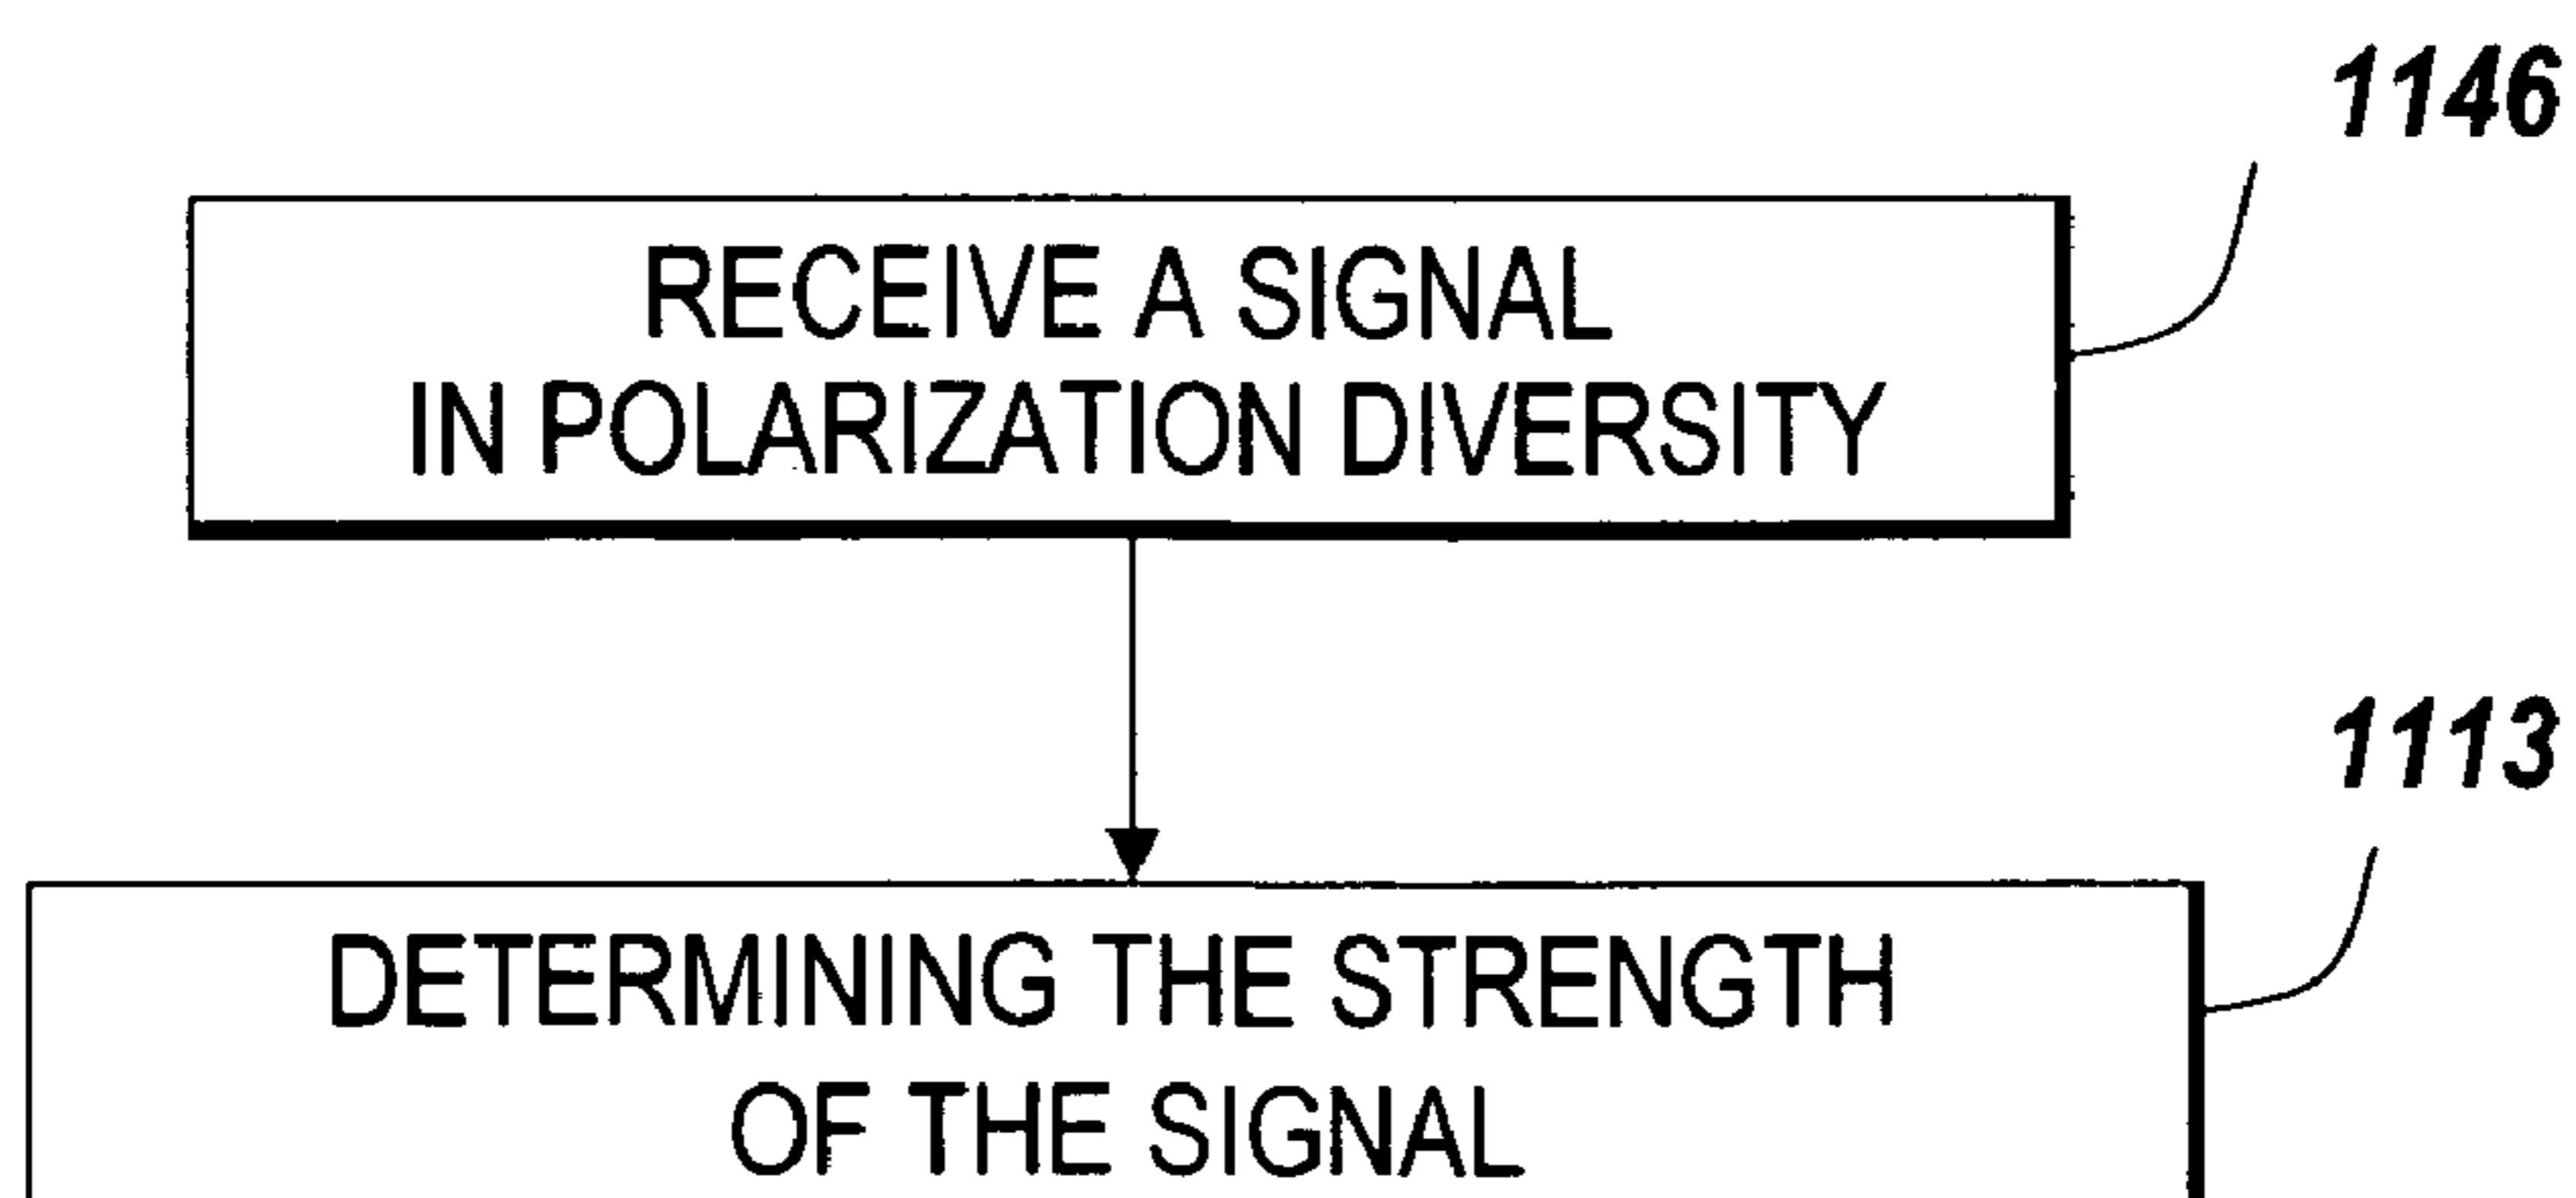 1146
RECEIVE A SIGNAL
IN POLARIZATION DIVERSITY
1113
DETERMINING THE STRENGTH
OF THE SIGNAL